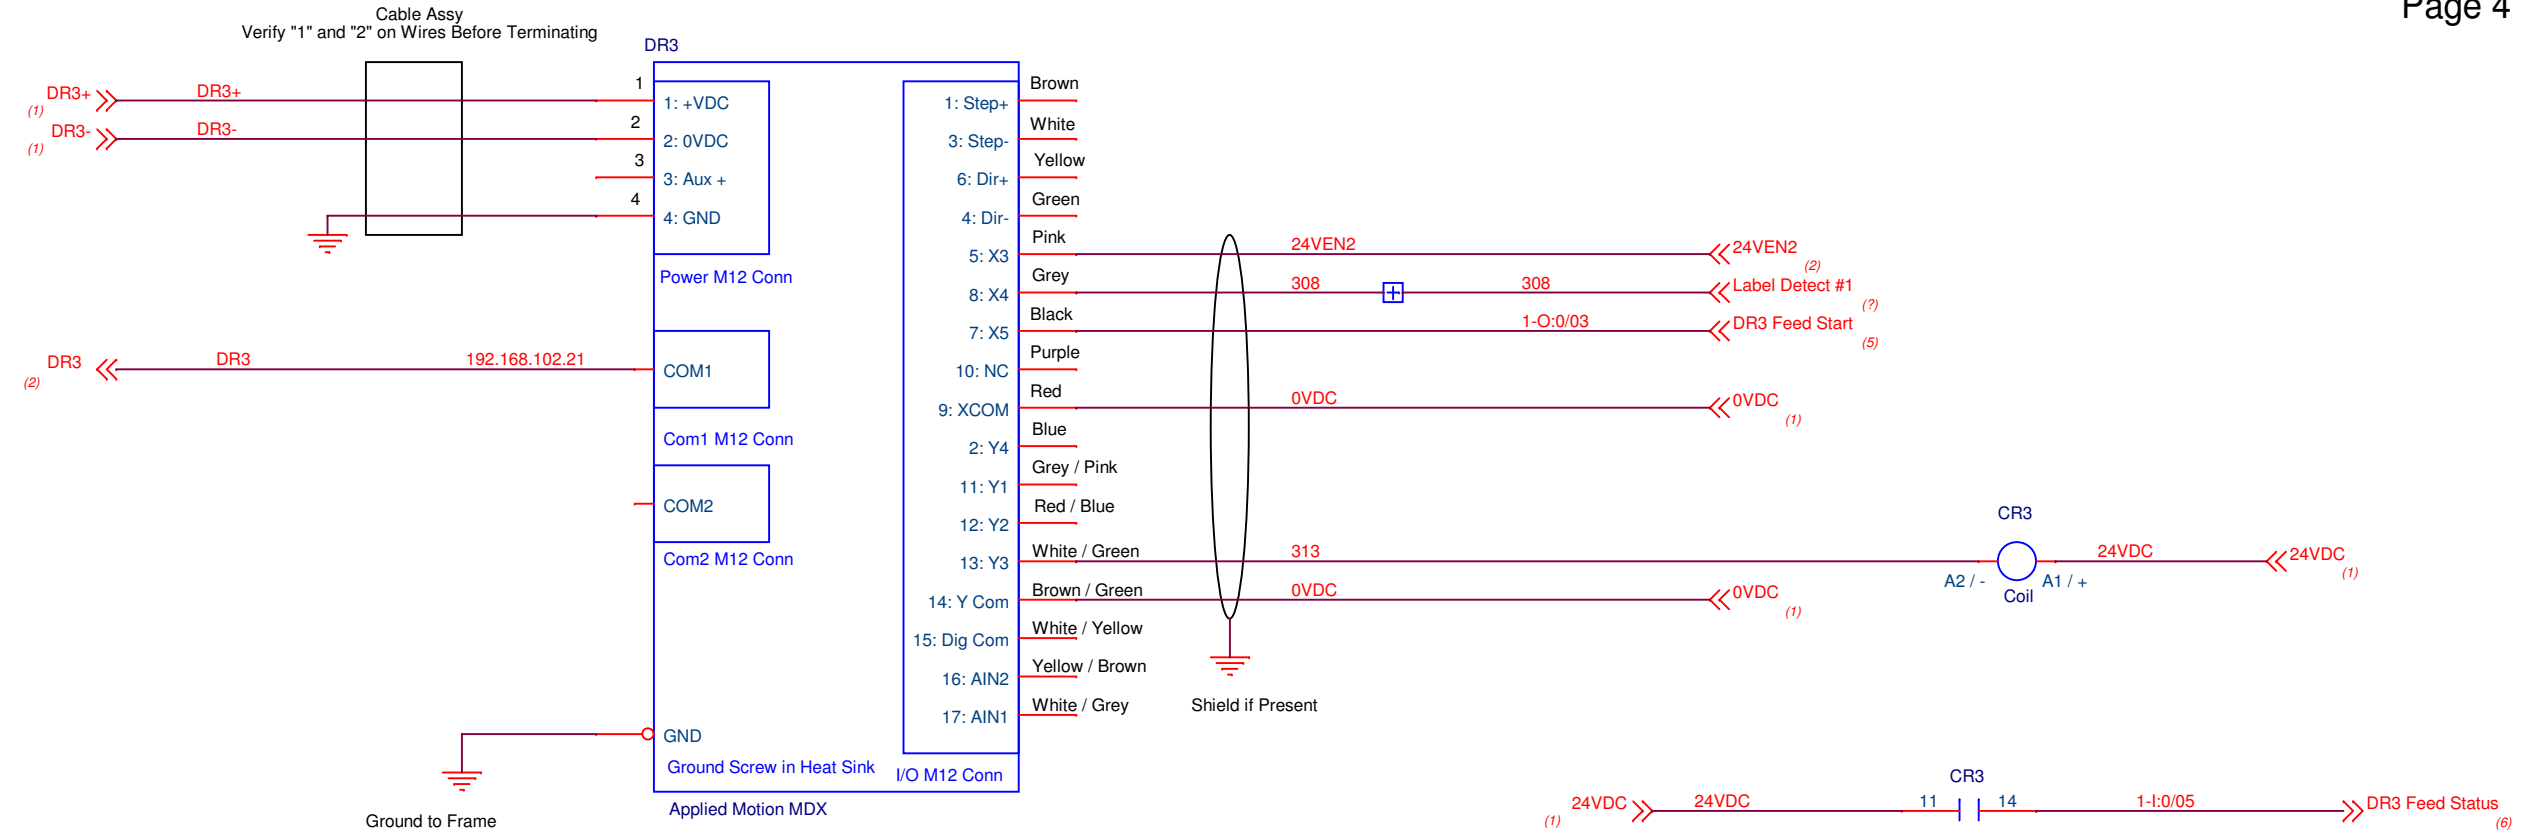 Page 4
Cable Assy
Verify "1" and "2" on Wires Before Terminating
DR3
DR3+
(1)
DR3+
1
1: +VDC
DR3-
(1)
DR3-
2
2: 0VDC
3
3: Aux +
4
4: GND
Power M12 Conn
DR3
(2)
DR3
192.168.102.21
COM1
Com1 M12 Conn
COM2
Com2 M12 Conn
GND
Ground Screw in Heat Sink
Ground to Frame
I/O M12 Conn
Applied Motion MDX
1: Step+
Brown
3: Step-
White
6: Dir+
Yellow
4: Dir-
Green
5: X3
Pink
24VEN2
24VEN2
(2)
8: X4
Grey
308
308
Label Detect #1
(?)
7: X5
Black
1-O:0/03
DR3 Feed Start
(5)
10: NC
Purple
9: XCOM
Red
0VDC
0VDC
(1)
2: Y4
Blue
11: Y1
Grey / Pink
12: Y2
Red / Blue
13: Y3
White / Green
313
CR3
A2 / -
A1 / +
Coil
24VDC
24VDC
(1)
14: Y Com
Brown / Green
0VDC
0VDC
(1)
15: Dig Com
White / Yellow
16: AIN2
Yellow / Brown
17: AIN1
White / Grey
Shield if Present
24VDC
(1)
24VDC
CR3
11
14
1-I:0/05
DR3 Feed Status
(6)